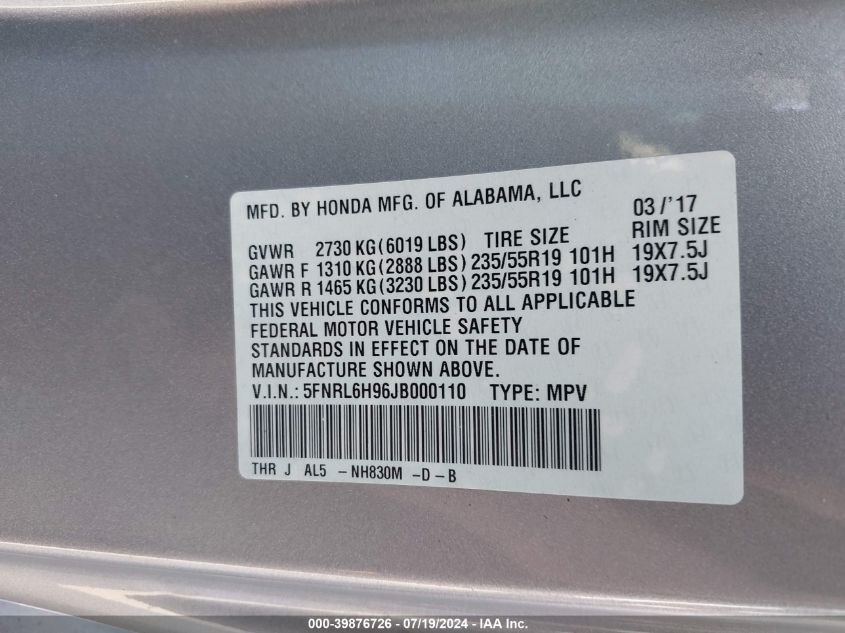 MFD. BY HONDA MFG. OF ALABAMA, LLC 03/'17
GVWR 2730 KG(6019 LBS) TIRE SIZE RIM SIZE
GAWR F 1310 KG(2888 LBS) 235/55R19 101H 19X7.5J
GAWR R 1465 KG(3230 LBS) 235/55R19 101H 19X7.5J
THIS VEHICLE CONFORMS TO ALL APPLICABLE
FEDERAL MOTOR VEHICLE SAFETY
STANDARDS IN EFFECT ON THE DATE OF
MANUFACTURE SHOWN ABOVE.
V.I.N.: 5FNRL6H96JB000110 TYPE: MPV
THR J AL5 -NH830M -D-B
000-39876726 - 07/19/2024 - IAA Inc.